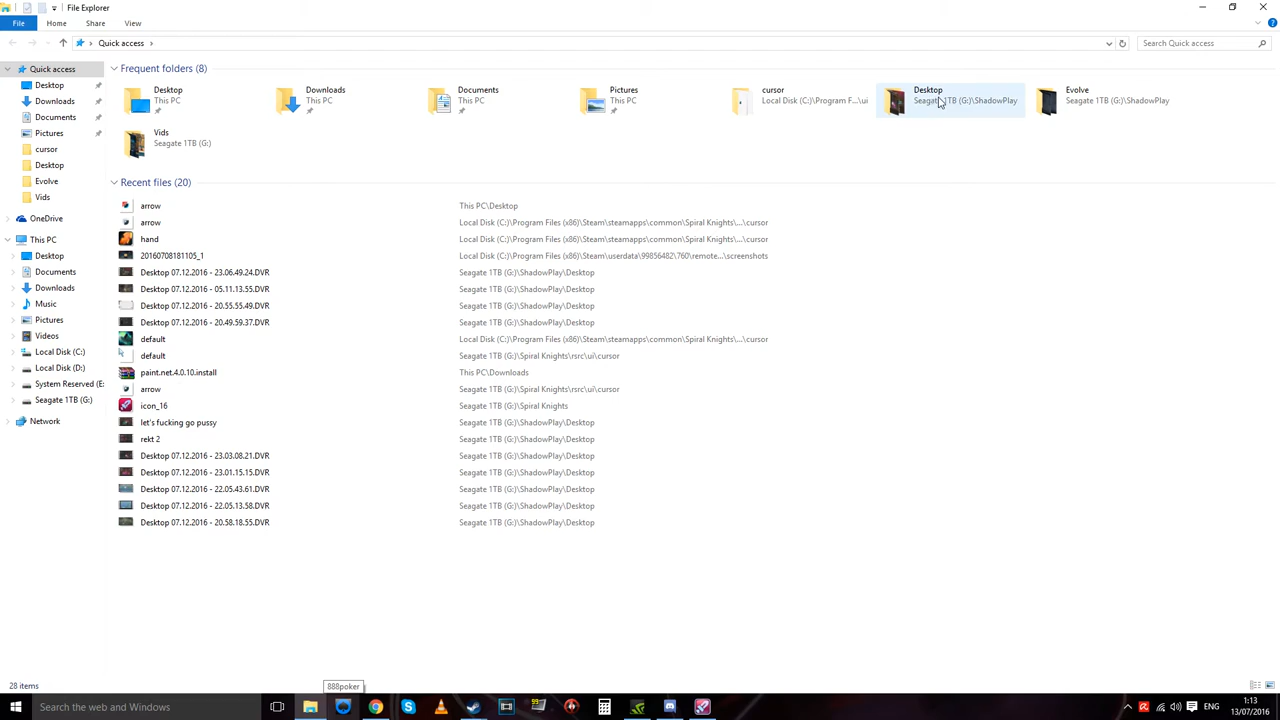 File Explorer
File Home Share View
Quick access
Search Quick access
Quick access
Desktop
Downloads
Documents
Pictures
cursor
Desktop
Evolve
Vids
OneDrive
This PC
Desktop
Documents
Downloads
Music
Pictures
Videos
Local Disk (C:)
Local Disk (D:)
System Reserved (E:
Seagate 1TB (G:)
Network
Frequent folders (8)
Desktop
This PC
Downloads
This PC
Documents
This PC
Pictures
This PC
cursor
Local Disk (C:)\Program F...\ui
Desktop
Seagate 1TB (G:)\ShadowPlay
Evolve
Seagate 1TB (G:)\ShadowPlay
Vids
Seagate 1TB (G:)
Recent files (20)
arrow This PC\Desktop
arrow Local Disk (C:)\Program Files (x86)\Steam\steamapps\common\Spiral Knights\...\cursor
hand Local Disk (C:)\Program Files (x86)\Steam\steamapps\common\Spiral Knights\...\cursor
20160708181105_1 Local Disk (C:)\Program Files (x86)\Steam\userdata\99856482\760\remote...\screenshots
Desktop 07.12.2016 - 23.06.49.24.DVR Seagate 1TB (G:)\ShadowPlay\Desktop
Desktop 07.12.2016 - 05.11.13.55.DVR Seagate 1TB (G:)\ShadowPlay\Desktop
Desktop 07.12.2016 - 20.55.55.49.DVR Seagate 1TB (G:)\ShadowPlay\Desktop
Desktop 07.12.2016 - 20.49.59.37.DVR Seagate 1TB (G:)\ShadowPlay\Desktop
default Local Disk (C:)\Program Files (x86)\Steam\steamapps\common\Spiral Knights\...\cursor
default Seagate 1TB (G:)\Spiral Knights\rsrc\ui\cursor
paint.net.4.0.10.install This PC\Downloads
arrow Seagate 1TB (G:)\Spiral Knights\rsrc\ui\cursor
icon_16 Seagate 1TB (G:)\Spiral Knights
let's fucking go pussy Seagate 1TB (G:)\ShadowPlay\Desktop
rekt 2 Seagate 1TB (G:)\ShadowPlay\Desktop
Desktop 07.12.2016 - 23.03.08.21.DVR Seagate 1TB (G:)\ShadowPlay\Desktop
Desktop 07.12.2016 - 23.01.15.15.DVR Seagate 1TB (G:)\ShadowPlay\Desktop
Desktop 07.12.2016 - 22.05.43.61.DVR Seagate 1TB (G:)\ShadowPlay\Desktop
Desktop 07.12.2016 - 22.05.13.58.DVR Seagate 1TB (G:)\ShadowPlay\Desktop
Desktop 07.12.2016 - 20.58.18.55.DVR Seagate 1TB (G:)\ShadowPlay\Desktop
28 items
888poker
Search the web and Windows
99
ENG
1:13
13/07/2016